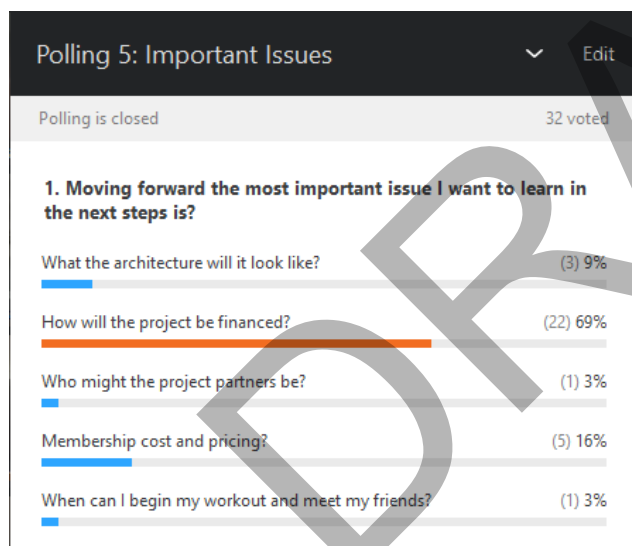 Polling 5: Important Issues Edit
Polling is closed 32 voted
1. Moving forward the most important issue I want to learn in
the next steps is?
What the architecture will it look like? (3) 9%
How will the project be financed? (22) 69%
Who might the project partners be? (1) 3%
Membership cost and pricing? (5) 16%
When can I begin my workout and meet my friends? (1) 3%
DRA